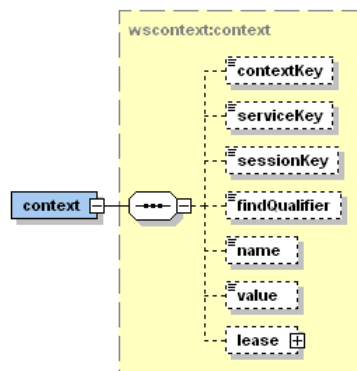 wscontext:context
contextKey
serviceKey
sessionKey
context
findQualifier
name
value
lease